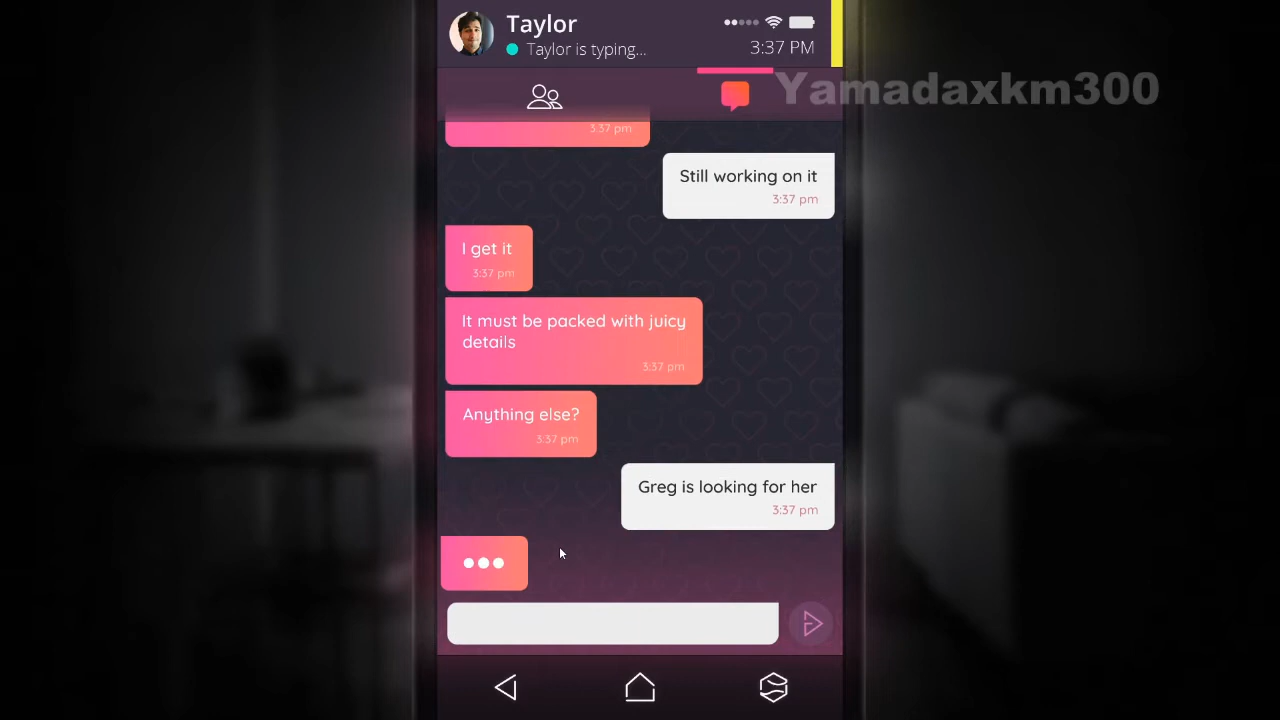 Taylor
Taylor is typing...
3:37 PM
Yamadaxkm300
3:37 pm
Still working on it
3:37 pm
I get it
3:37 pm
It must be packed with juicy
details
3:37 pm
Anything else?
3:37 pm
Greg is looking for her
3:37 pm